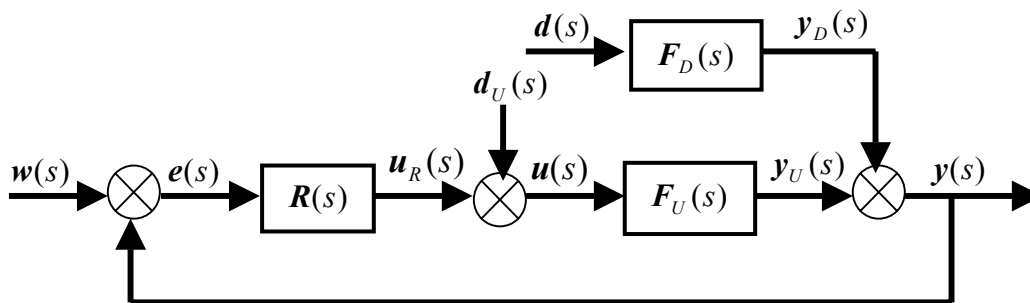 d(s)
F_D(s)
y_D(s)
d_U(s)
w(s)
e(s)
R(s)
u_R(s)
u(s)
F_U(s)
y_U(s)
y(s)